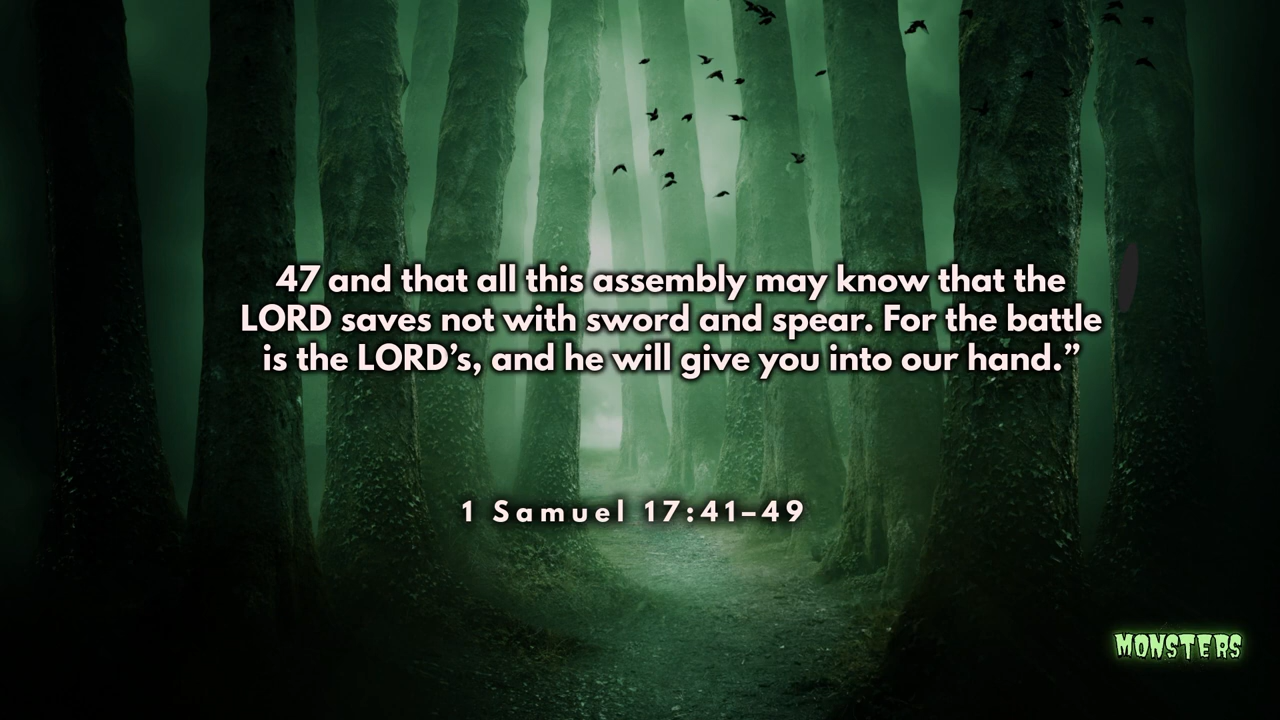 47 and that all this assembly may know that the
LORD saves not with sword and spear. For the battle
is the LORD’s, and he will give you into our hand.”
1 Samuel 17:41–49
MONSTERS